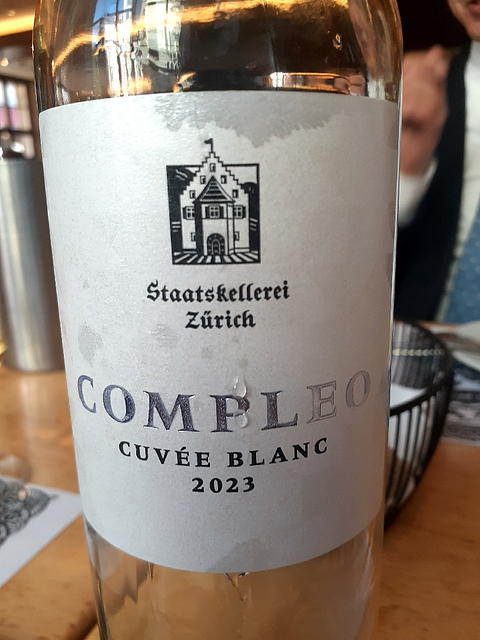 Staatskellerei
Zürich
COMPLEO
CUVÉE BLANC
2023